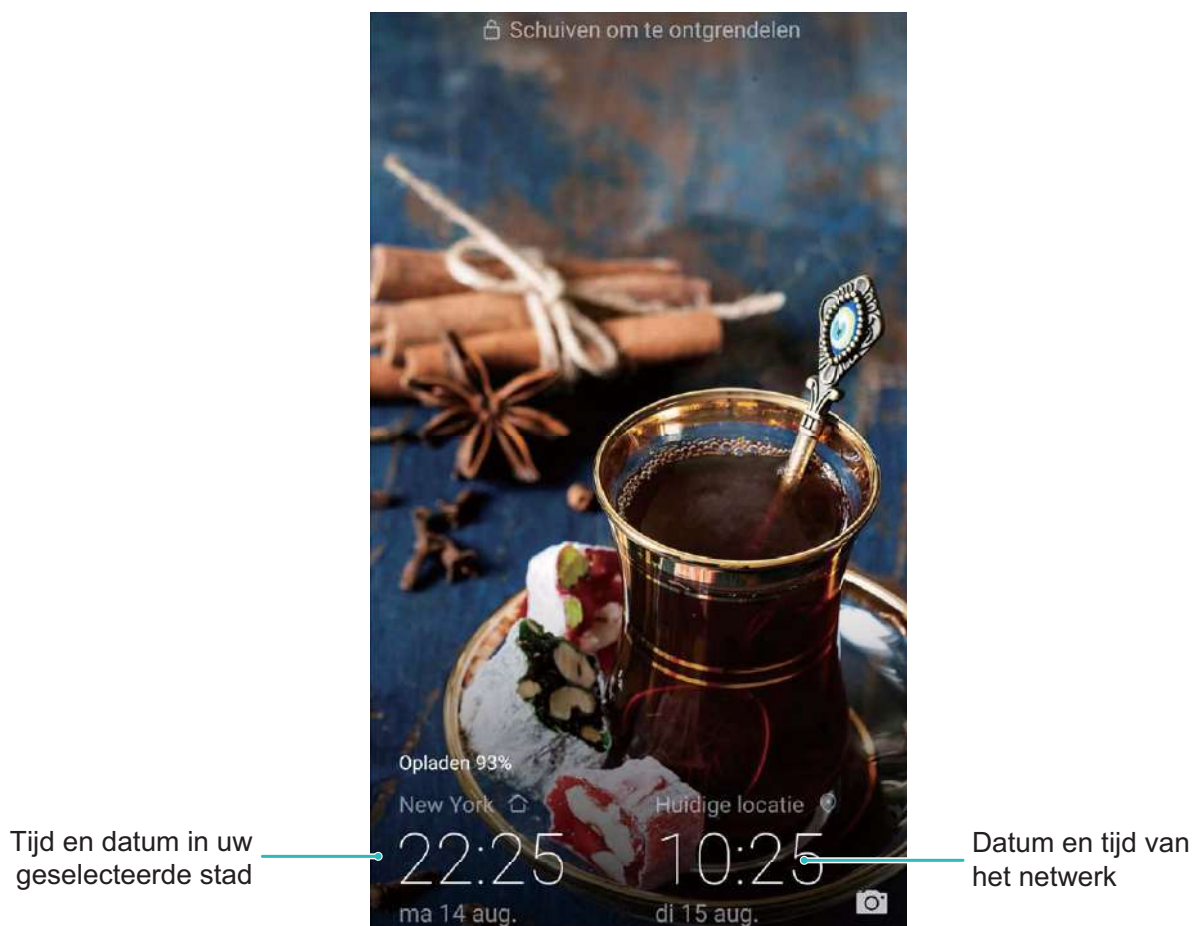 Schuiven om te ontgrendelen
Opladen 93%
New York
Huidige locatie
22:25
10:25
ma 14 aug.
di 15 aug.
Tijd en datum in uw
geselecteerde stad
Datum en tijd van
het netwerk